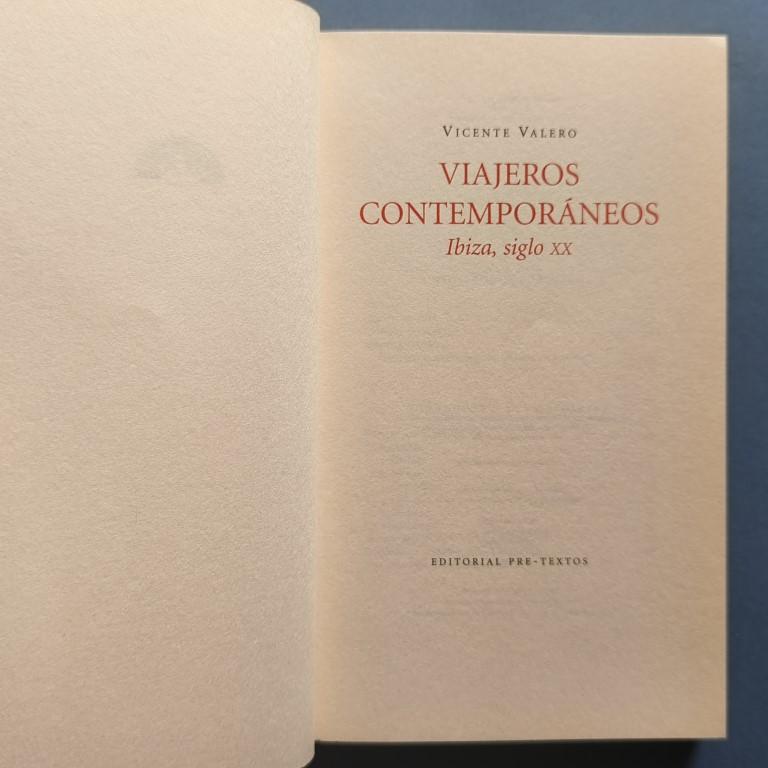 Vicente Valero
VIAJEROS
CONTEMPORÁNEOS
Ibiza, siglo XX
EDITORIAL PRE-TEXTOS